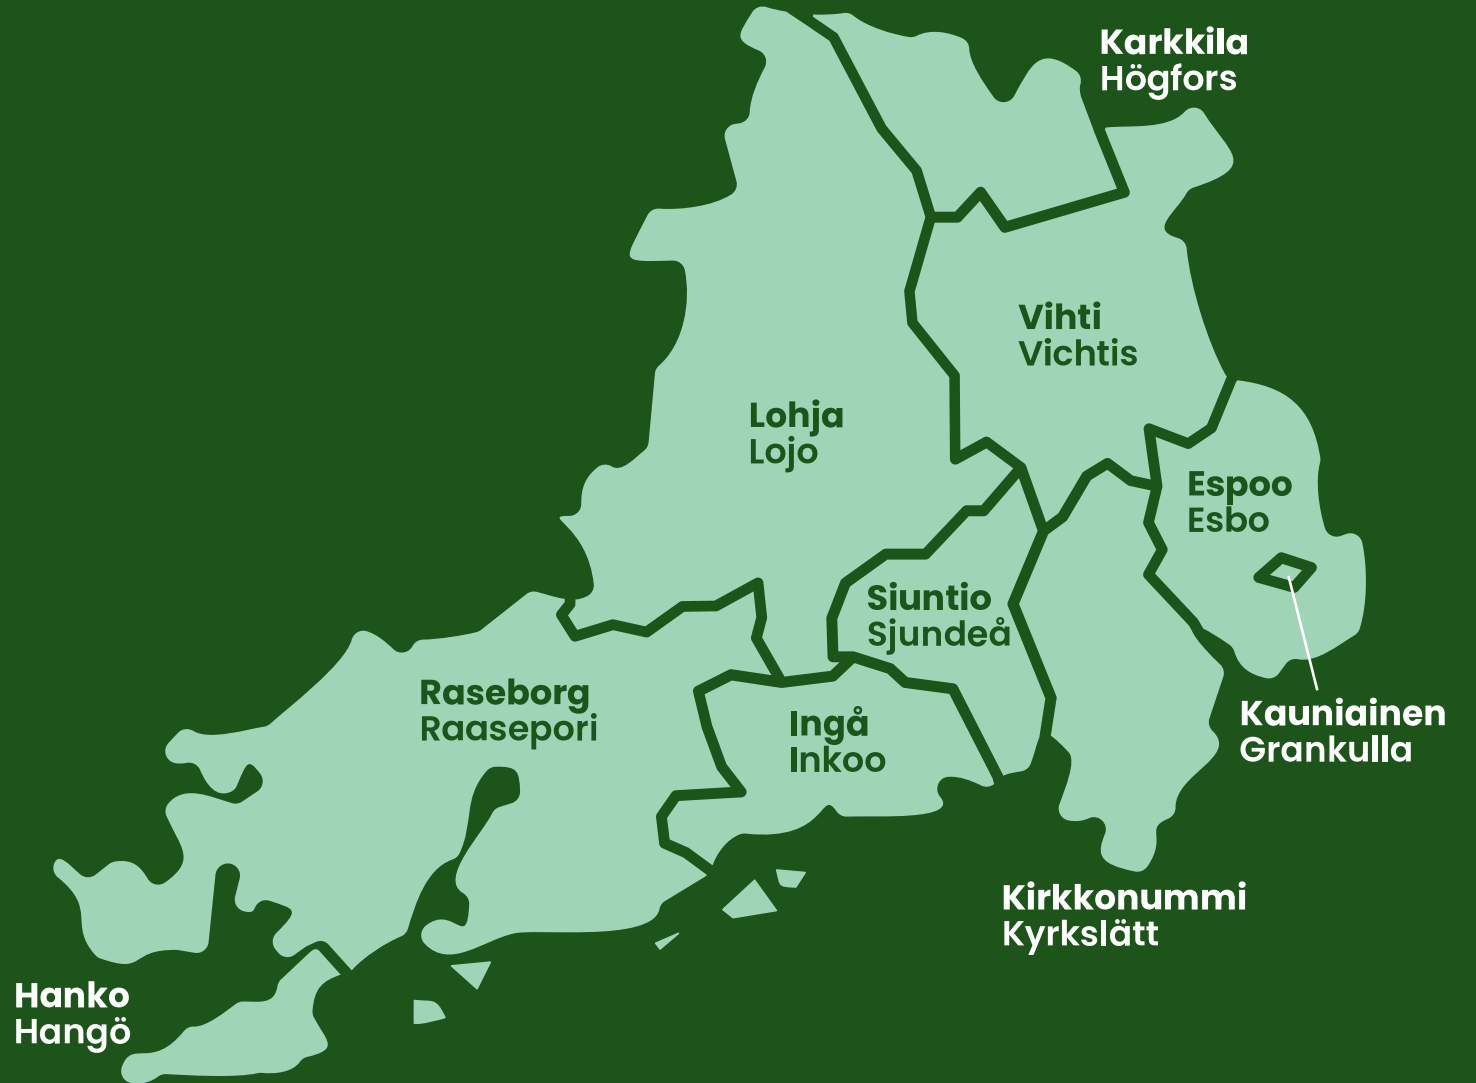 Karkkila
Högfors
Vihti
Vichtis
Lohja
Lojo
Espoo
Esbo
Siuntio
Sjundeå
Raseborg
Raasepori
Ingå
Inkoo
Kauniainen
Grankulla
Kirkkonummi
Kyrkslätt
Hanko
Hangö